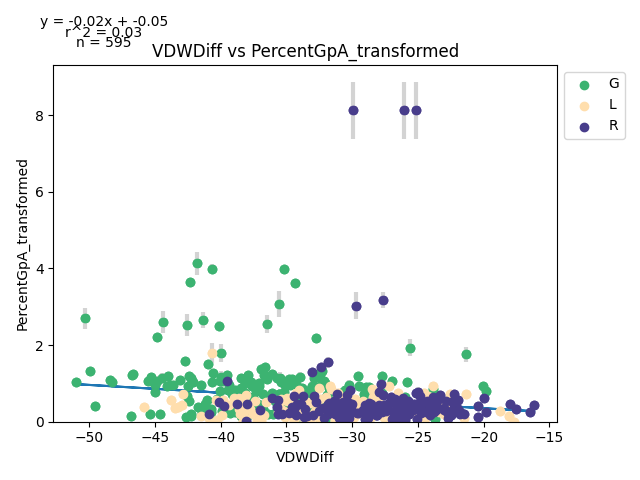 y = -0.02x + -0.05
r^2 = 0.03
n = 595
VDWDiff vs PercentGpA_transformed
G
L
R
PercentGpA_transformed
8
6
4
2
0
−50 −45 −40 −35 −30 −25 −20 −15
VDWDiff